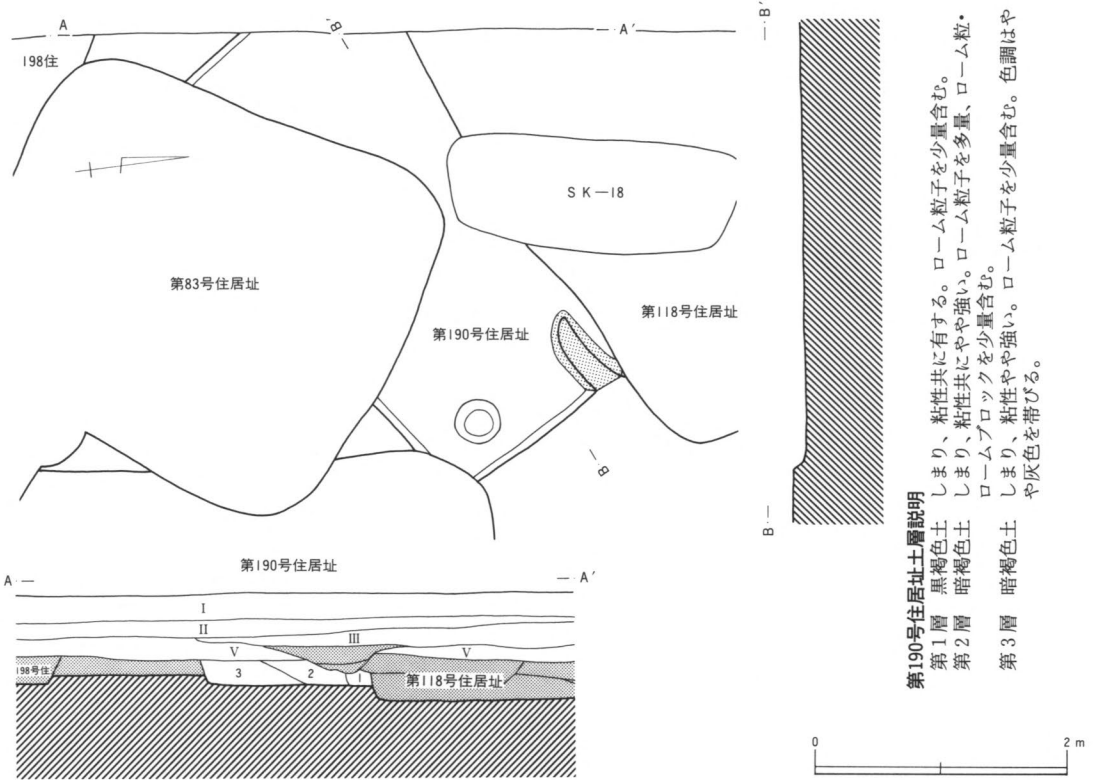 A
B'
A'
198住
SK—18
第83号住居址
第190号住居址
第118号住居址
B
第190号住居址
A
A'
I
II
III
V
V
198号住
3
2
1
第118号住居址
B'
B
第190号住居址土層説明
第1層 黒褐色土 しまり、粘性共に有する。ローム粒子を少量含む。
第2層 暗褐色土 しまり、粘性共にやや強い。ローム粒子を多量、ローム粒・
ロームブロックを少量含む。
第3層 暗褐色土 しまり、粘性やや強い。ローム粒子を少量含む。色調はや
や灰色を帯びる。
0
2 m